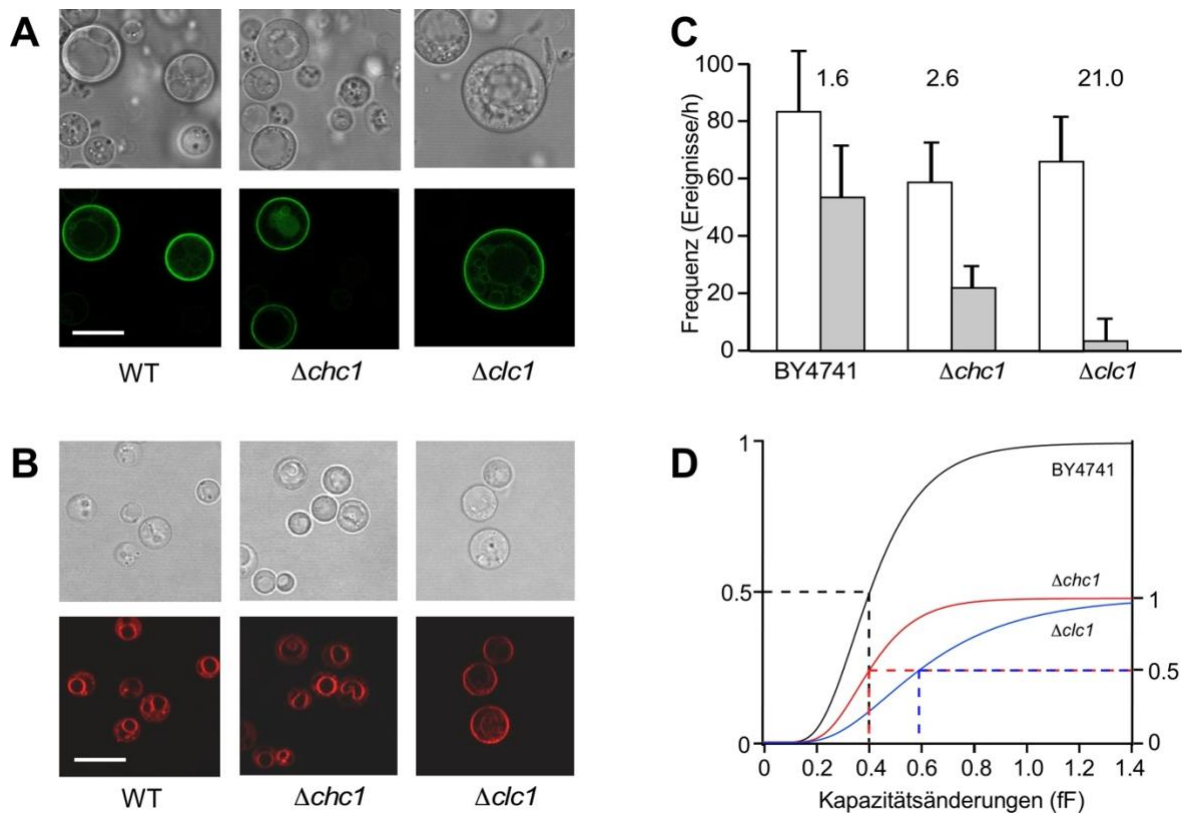 A
WT
Δchc1
Δclc1
B
WT
Δchc1
Δclc1
C
Frequenz (Ereignisse/h)
100
80
60
40
20
0
1.6
2.6
21.0
BY4741
Δchc1
Δclc1
D
1
0.5
0
BY4741
Δchc1
Δclc1
1
0.5
0
0
0.2
0.4
0.6
0.8
1.0
1.2
1.4
Kapazitätsänderungen (fF)